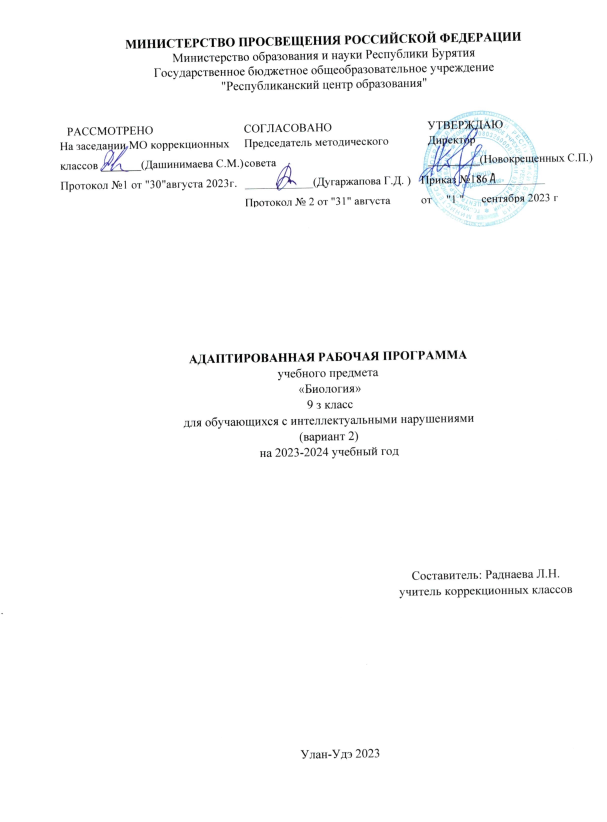 МИНИСТЕРСТВО ПРОСВЕЩЕНИЯ РОССИЙСКОЙ ФЕДЕРАЦИИ
Министерство образования и науки Республики Бурятия
Государственное бюджетное общеобразовательное учреждение
"Республиканский центр образования"
РАССМОТРЕНО
На заседании МО коррекционных
классов ______(Дашинимаева С.М.)
Протокол №1 от "30"августа 2023г.
СОГЛАСОВАНО
Председатель методического
совета
___________(Дугаржапова Г.Д. )
Протокол № 2 от "31" августа
УТВЕРЖДАЮ
Директор
_________(Новокрещенных С.П.)
Приказ №186 Д________
от "1 " сентября 2023 г
АДАПТИРОВАННАЯ РАБОЧАЯ ПРОГРАММА
учебного предмета
«Биология»
9 з класс
для обучающихся с интеллектуальными нарушениями
(вариант 2)
на 2023-2024 учебный год
Составитель: Раднаева Л.Н.
учитель коррекционных классов
Улан-Удэ 2023